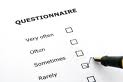 QUESTIONNAIRE
Very often
Often
Sometimes
Rarely